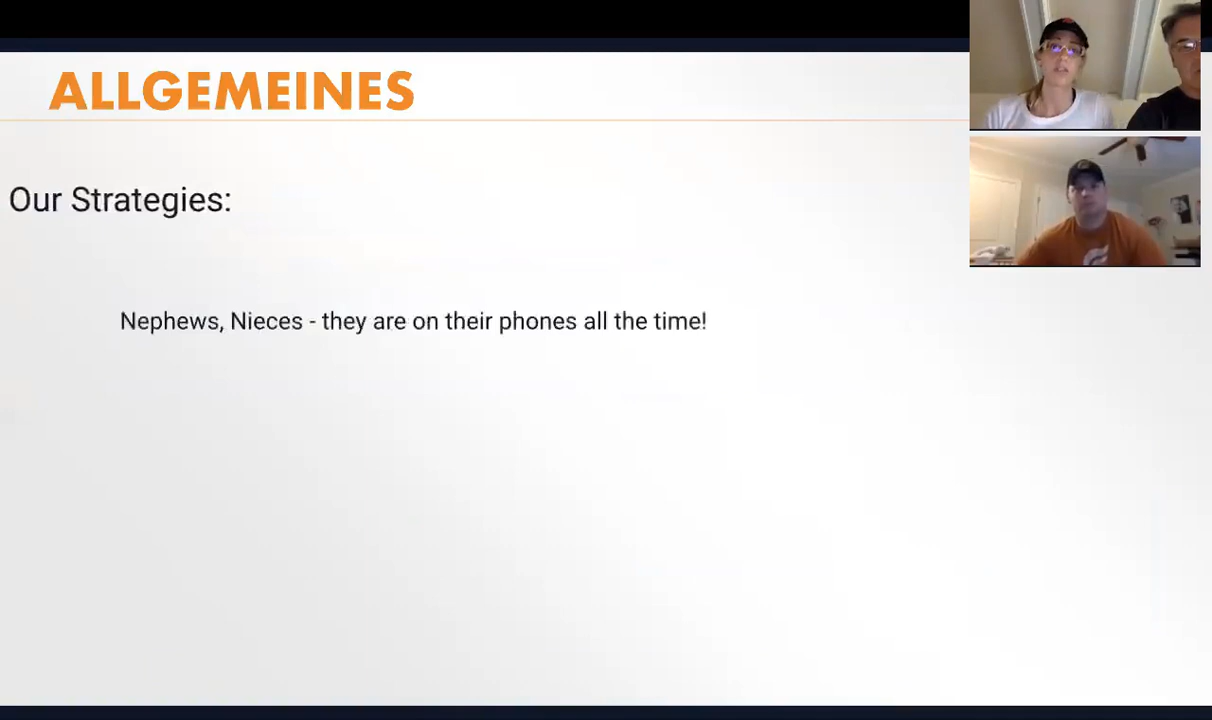 ALLGEMEINES
Our Strategies:
Nephews, Nieces - they are on their phones all the time!